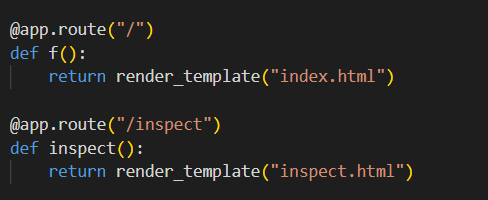 @app.route("/")
def f():
    return render_template("index.html")

@app.route("/inspect")
def inspect():
    return render_template("inspect.html")